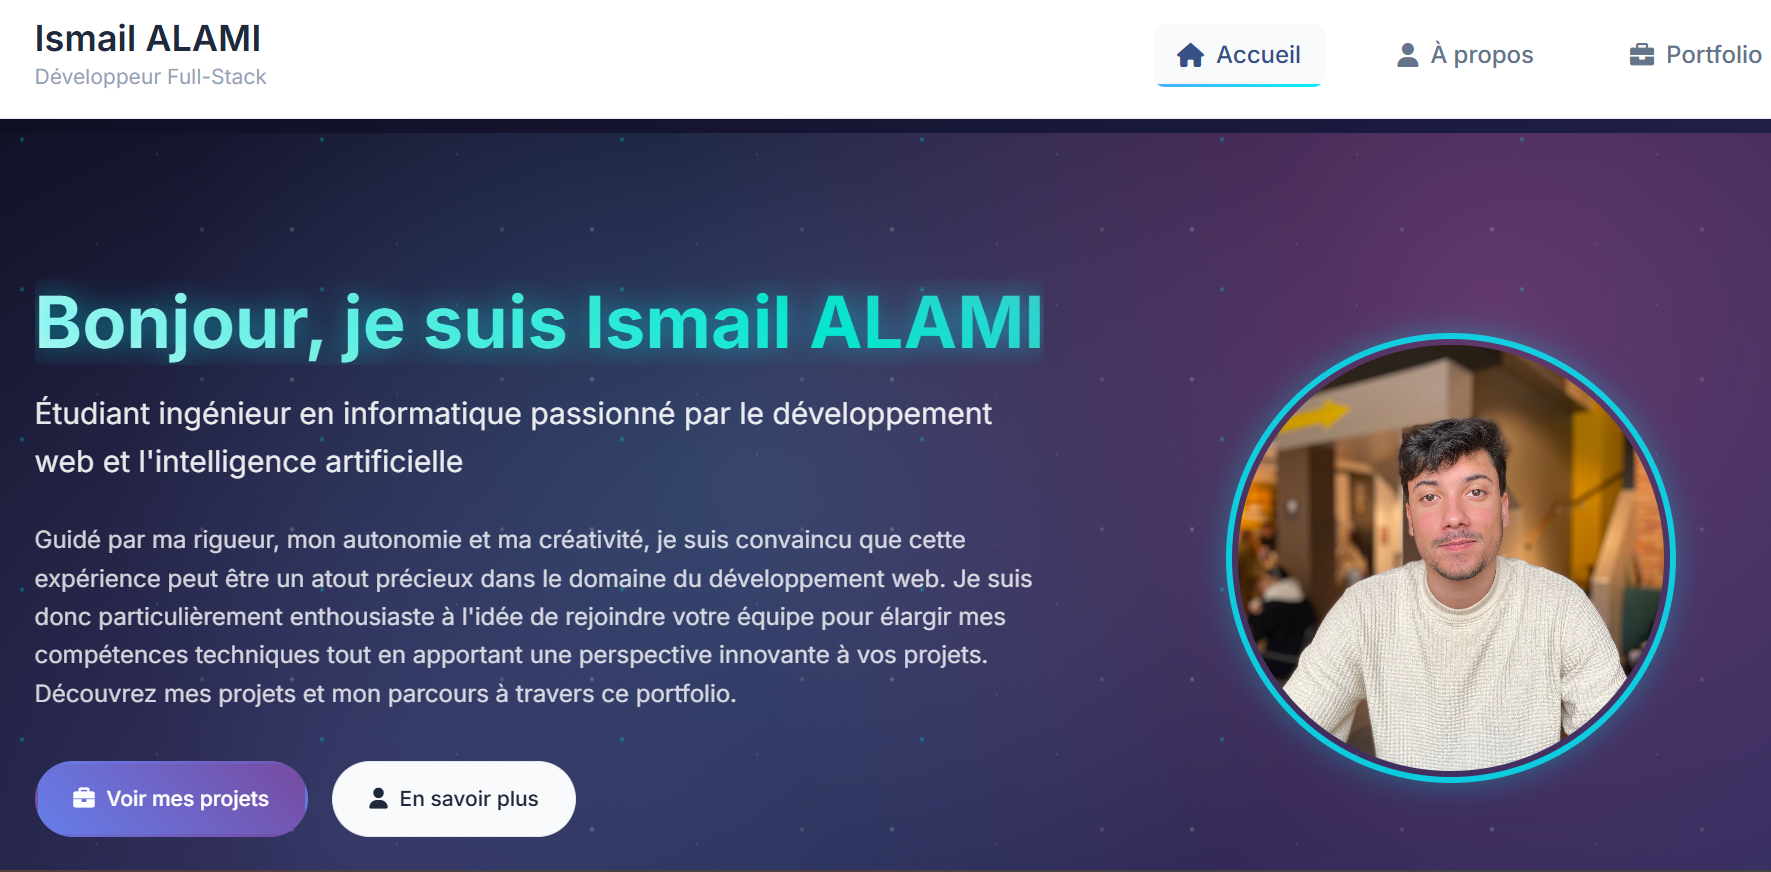 Ismail ALAMI
Développeur Full-Stack
Accueil
À propos
Portfolio
Bonjour, je suis Ismail ALAMI
Étudiant ingénieur en informatique passionné par le développement
web et l'intelligence artificielle
Guidé par ma rigueur, mon autonomie et ma créativité, je suis convaincu que cette
expérience peut être un atout précieux dans le domaine du développement web. Je suis
donc particulièrement enthousiaste à l'idée de rejoindre votre équipe pour élargir mes
compétences techniques tout en apportant une perspective innovante à vos projets.
Découvrez mes projets et mon parcours à travers ce portfolio.
Voir mes projets
En savoir plus